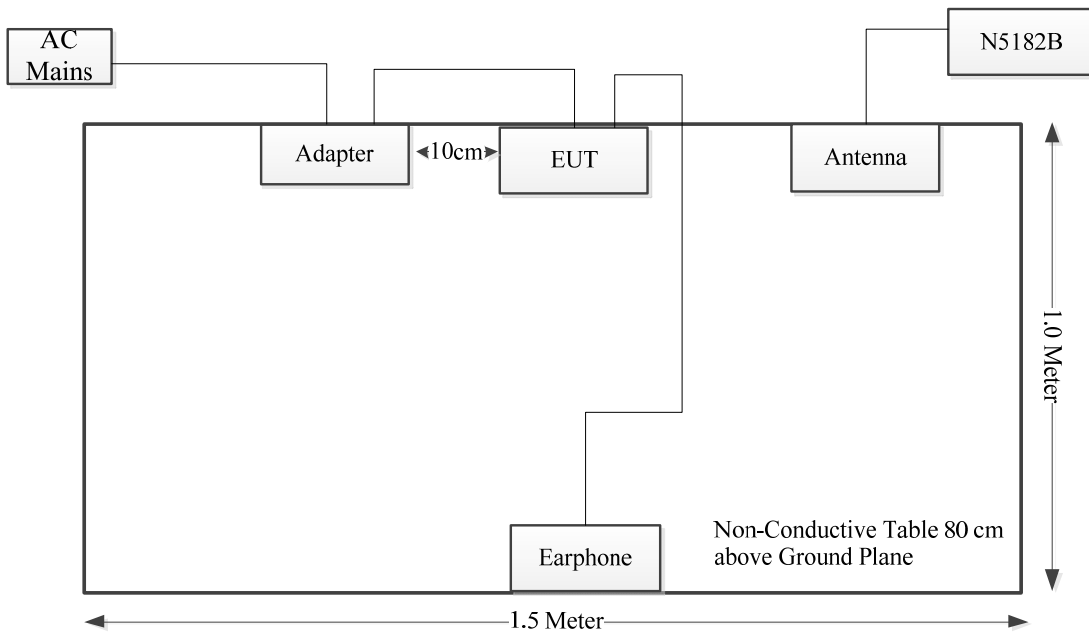 AC
Mains
N5182B
Adapter
10cm
EUT
Antenna
1.0 Meter
Non-Conductive Table 80 cm
above Ground Plane
Earphone
1.5 Meter